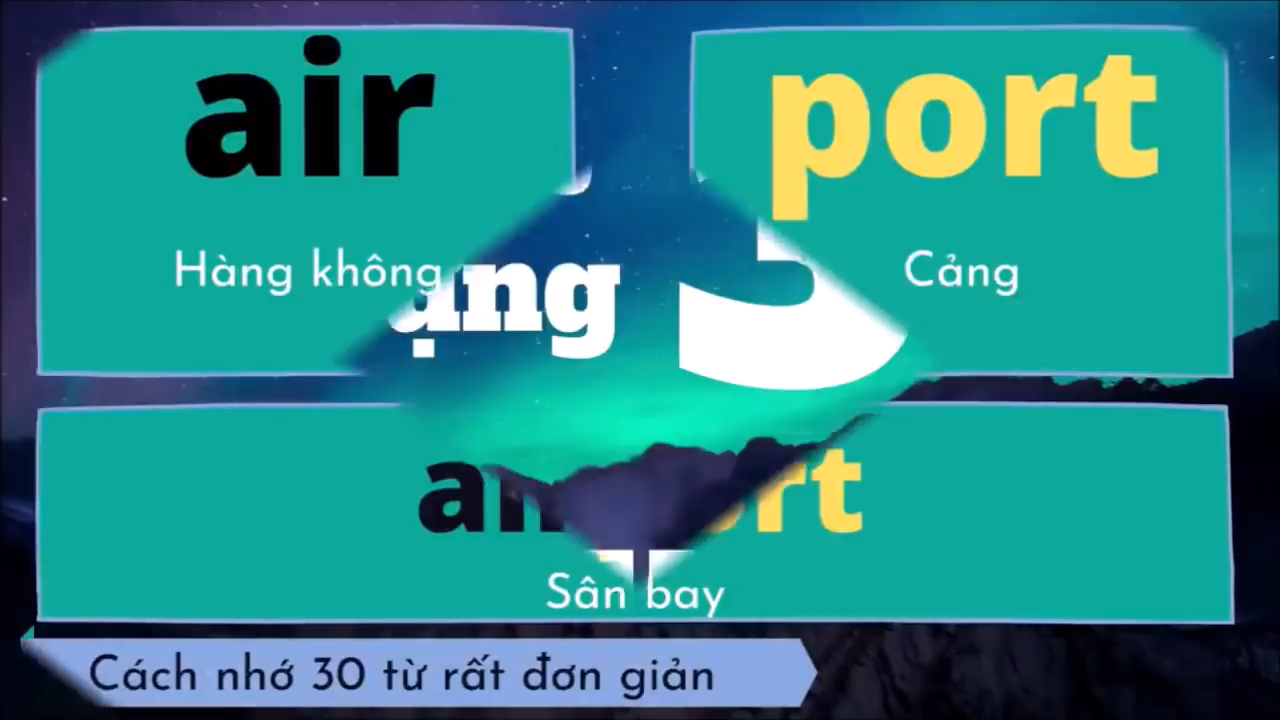 air port
Hàng không Cảng
Sân bay
Cách nhớ 30 từ rất đơn giản